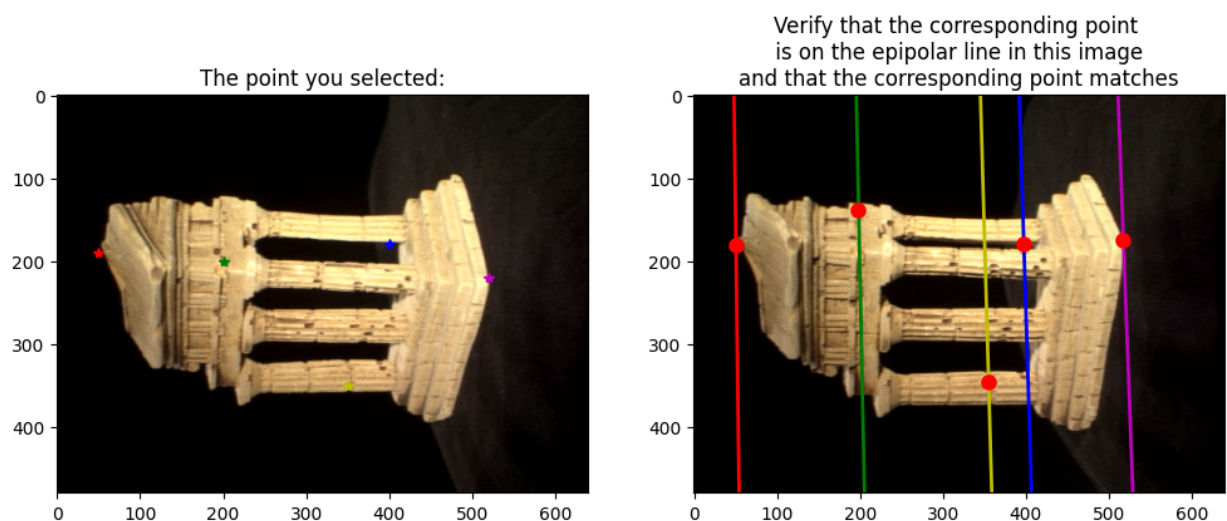 The point you selected:
0
100
200
300
400
0 100 200 300 400 500 600
Verify that the corresponding point
is on the epipolar line in this image
and that the corresponding point matches
0
100
200
300
400
0 100 200 300 400 500 600